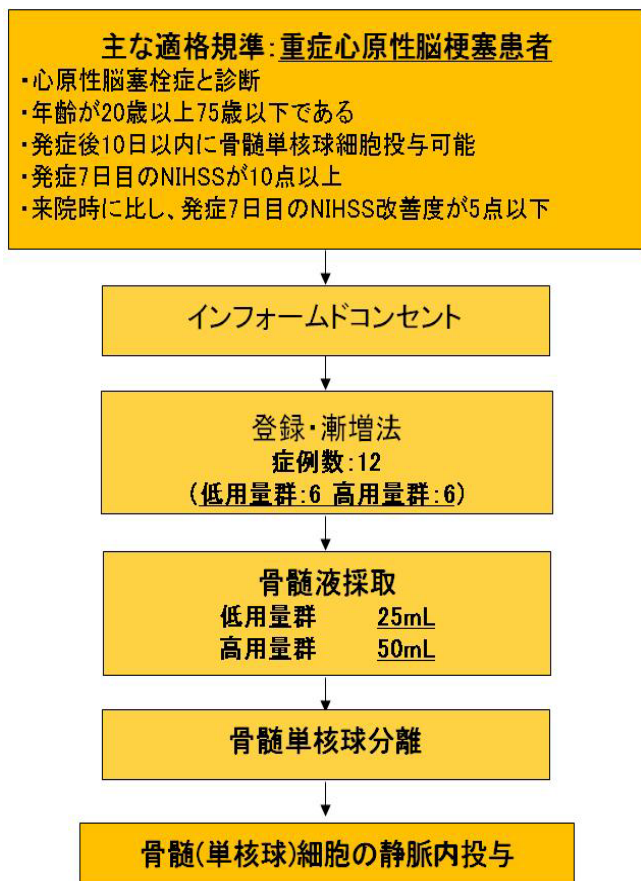 主な適格規準：重症心原性脳梗塞患者
・心原性脳塞栓症と診断
・年齢が20歳以上75歳以下である
・発症後10日以内に骨髄単核球細胞投与可能
・発症7日目のNIHSSが10点以上
・来院時に比し、発症7日目のNIHSS改善度が5点以下
インフォームドコンセント
登録・漸増法
症例数：12
（低用量群：6 高用量群：6）
骨髄液採取
低用量群 25mL
高用量群 50mL
骨髄単核球分離
骨髄(単核球)細胞の静脈内投与